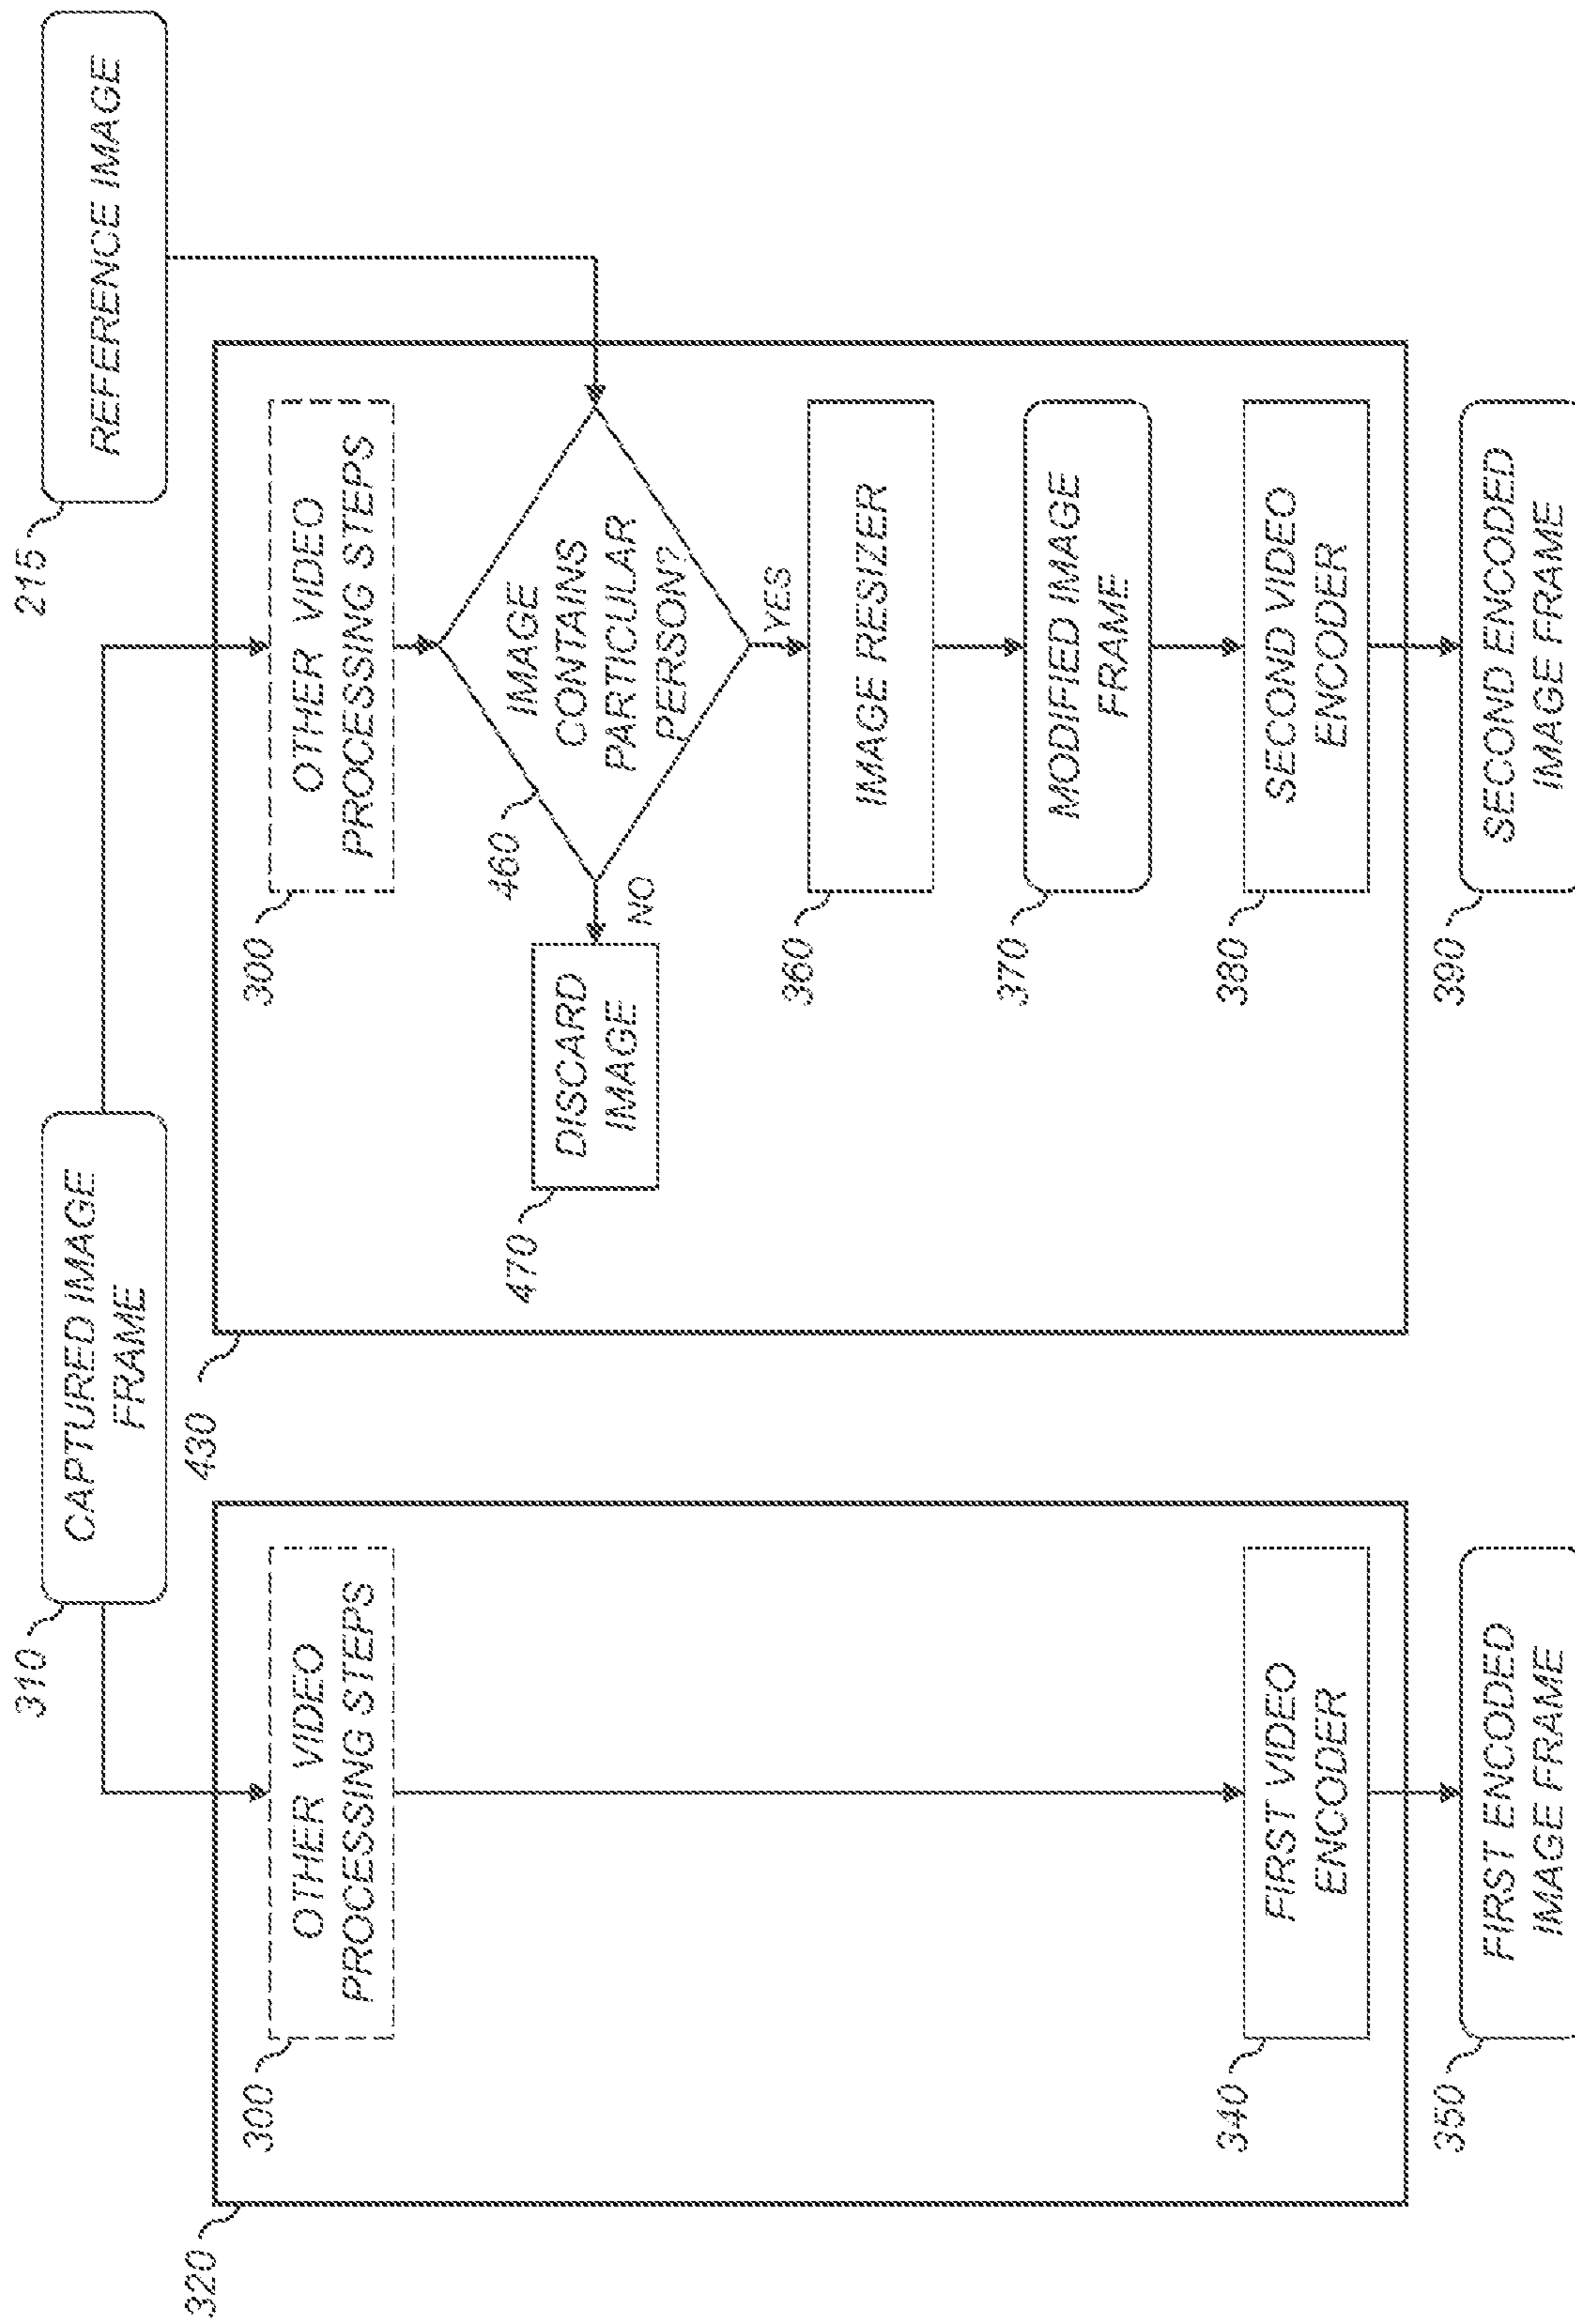 310
CAPTURED IMAGE
FRAME
215
REFERENCE IMAGE
320
300
OTHER VIDEO
PROCESSING STEPS
340
FIRST VIDEO
ENCODER
350
FIRST ENCODED
IMAGE FRAME
430
300
OTHER VIDEO
PROCESSING STEPS
460
IMAGE
CONTAINS
PARTICULAR
PERSON?
NO
470
DISCARD
IMAGE
YES
360
IMAGE RESIZER
370
MODIFIED IMAGE
FRAME
380
SECOND VIDEO
ENCODER
390
SECOND ENCODED
IMAGE FRAME